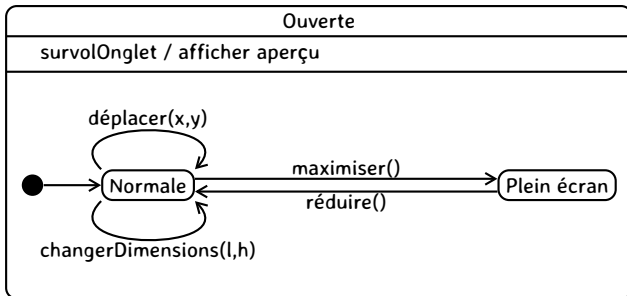 Ouverte
survolOnglet / afficher aperçu
déplacer(x,y)
maximiser()
Normale
Plein écran
réduire()
changerDimensions(l,h)